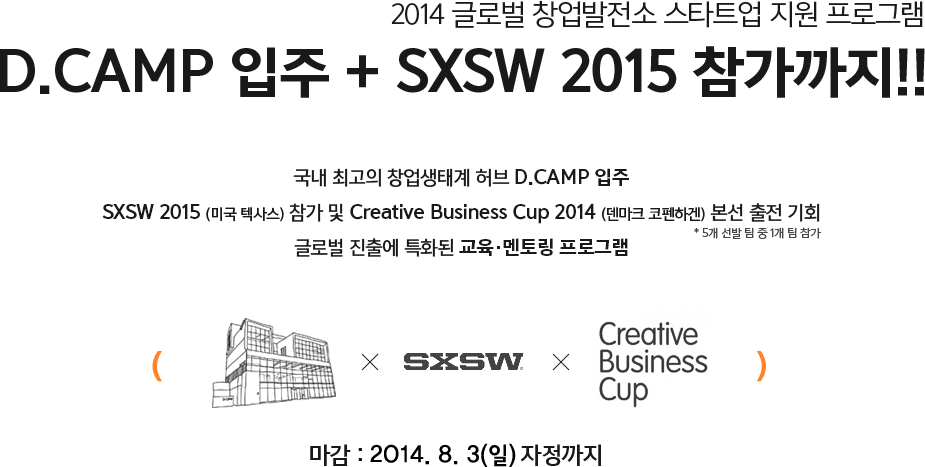 2014 글로벌 창업발전소 스타트업 지원 프로그램
D.CAMP 입주 + SXSW 2015 참가까지!!
국내 최고의 창업생태계 허브 D.CAMP 입주
SXSW 2015 (미국 텍사스) 참가 및 Creative Business Cup 2014 (덴마크 코펜하겐) 본선 출전 기회
* 5개 선발 팀 중 1개 팀 참가
글로벌 진출에 특화된 교육·멘토링 프로그램
( × SXSW × Creative
Business
Cup )
마감 : 2014. 8. 3(일) 자정까지